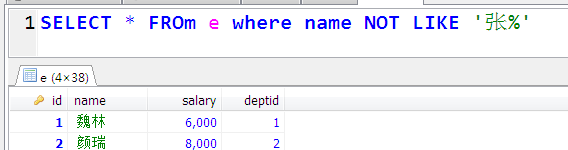 1 SELECT * FROm e where name NOT LIKE '张%'
e (4×38)
id name salary deptid
1 魏林 6,000 1
2 颜瑞 8,000 2